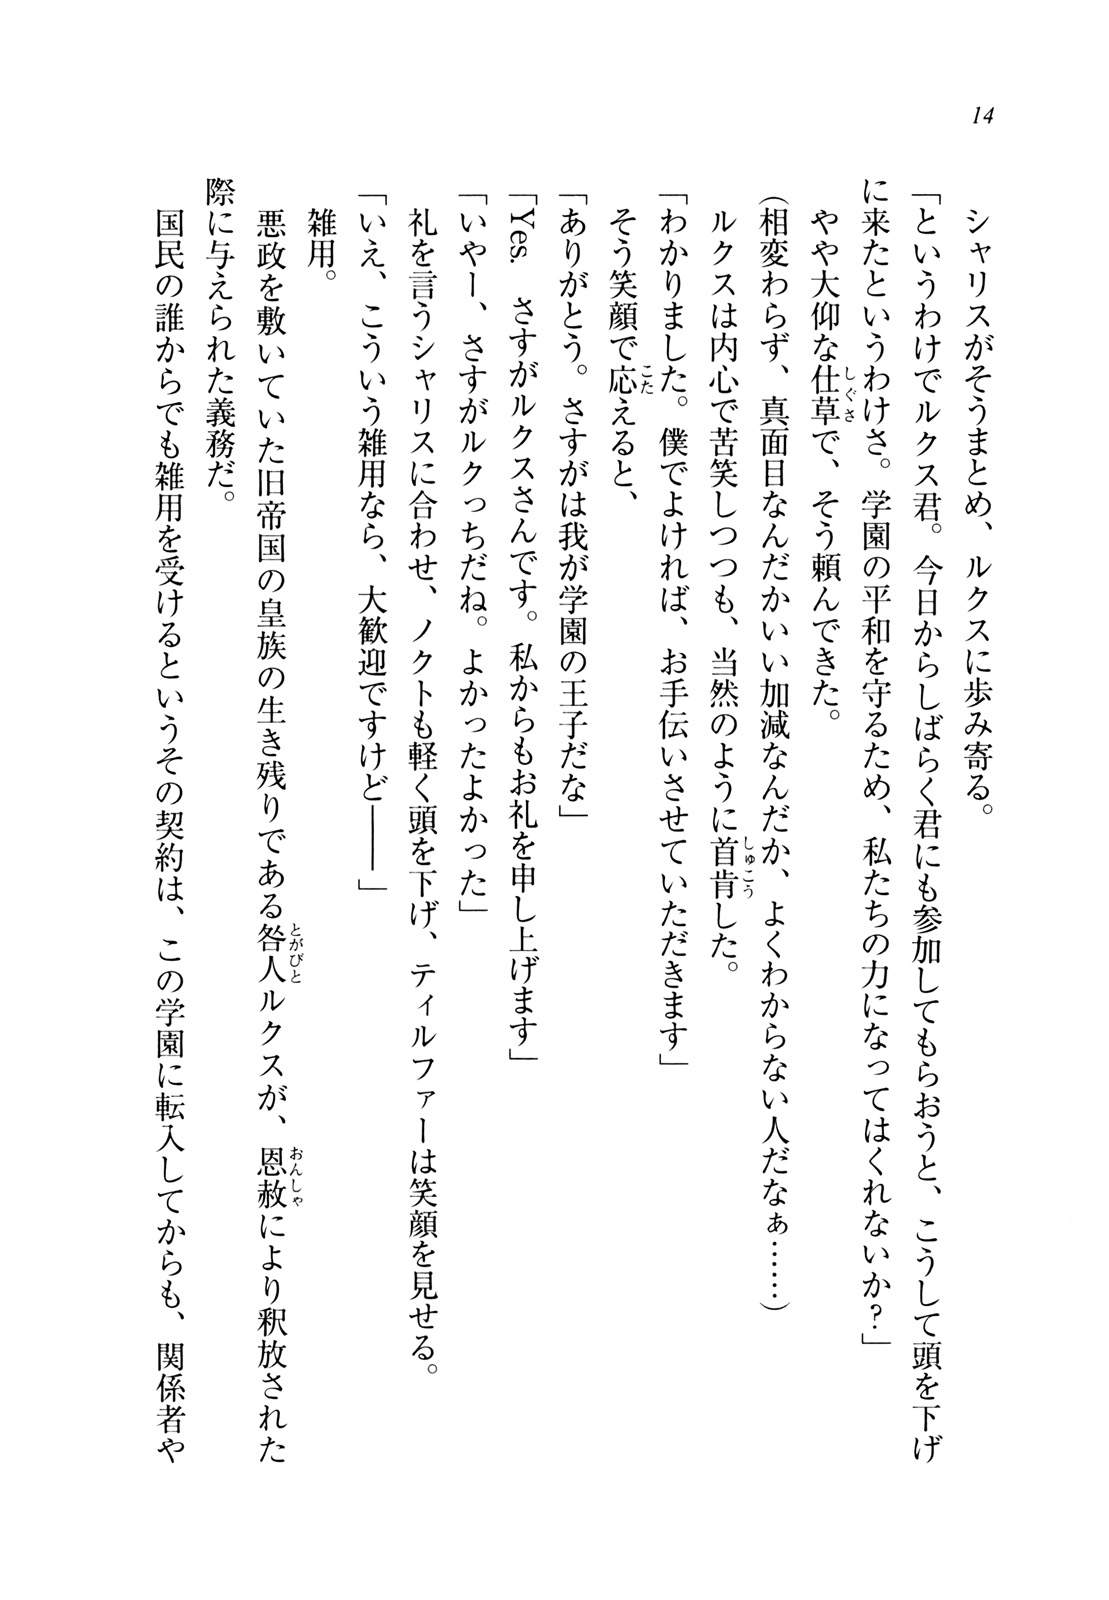 14
シャリスがそうまとめ、ルクスに歩み寄る。
「というわけでルクス君。今日からしばらく君にも参加してもらおうと、こうして頭を下げ
に来たというわけさ。学園の平和を守るため、私たちの力になってはくれないか？」
やや大仰な仕草で、そう頼んできた。
（相変わらず、真面目なんだかいい加減なんだか、よくわからない人だなぁ……）
ルクスは内心で苦笑しつつも、当然のように首肯した。
「わかりました。僕でよければ、お手伝いさせていただきます」
そう笑顔で応えると、
「ありがとう。さすがは我が学園の王子だな」
「Yes.　さすがルクスさんです。私からもお礼を申し上げます」
「いやー、さすがルクっちだね。よかったよかった」
礼を言うシャリスに合わせ、ノクトも軽く頭を下げ、ティルファーは笑顔を見せる。
「いえ、こういう雑用なら、大歓迎ですけど――」
雑用。
悪政を敷いていた旧帝国の皇族の生き残りである咎人ルクスが、恩赦により釈放された
際に与えられた義務だ。
国民の誰からでも雑用を受けるというその契約は、この学園に転入してからも、関係者や